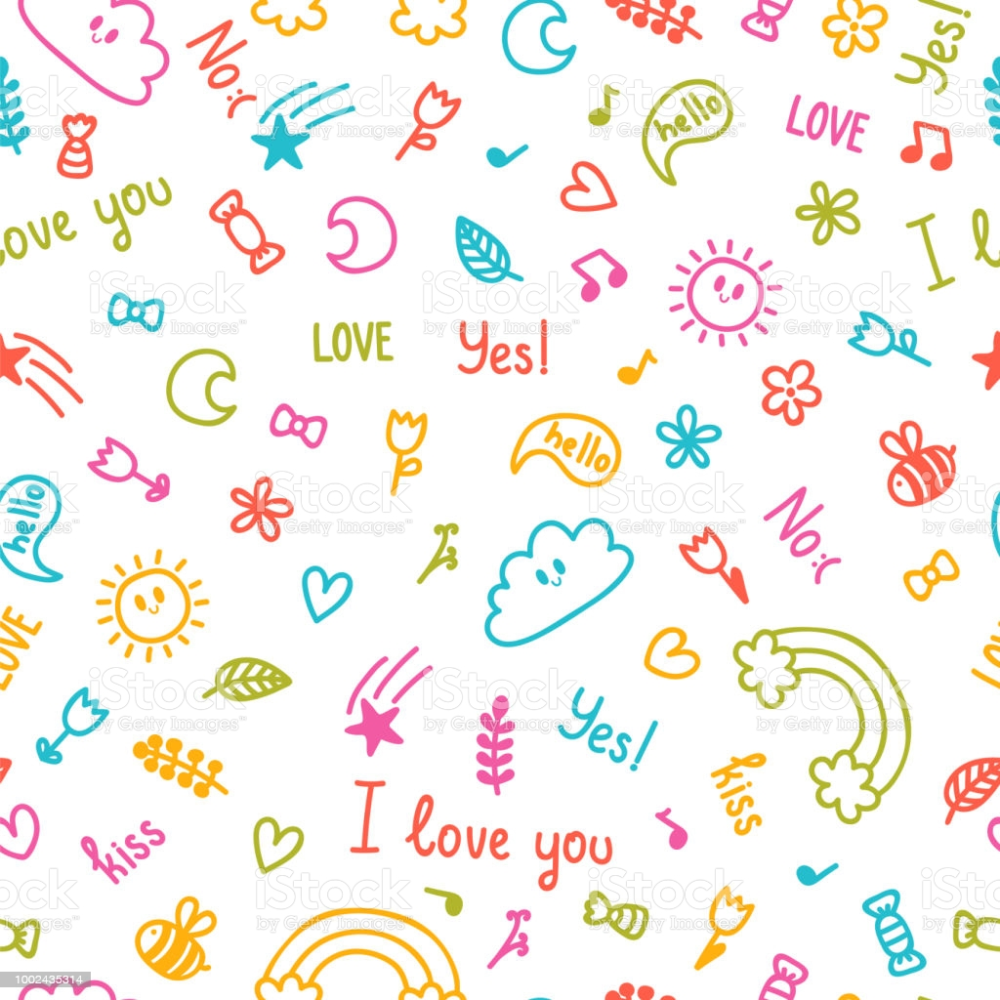 Yes!
No:(
hello
LOVE
love you
I l
LOVE
Yes!
hello
hello
No:(
LOVE
Yes!
kiss
I love you
kiss
iStock
by Getty Images™
1002435314